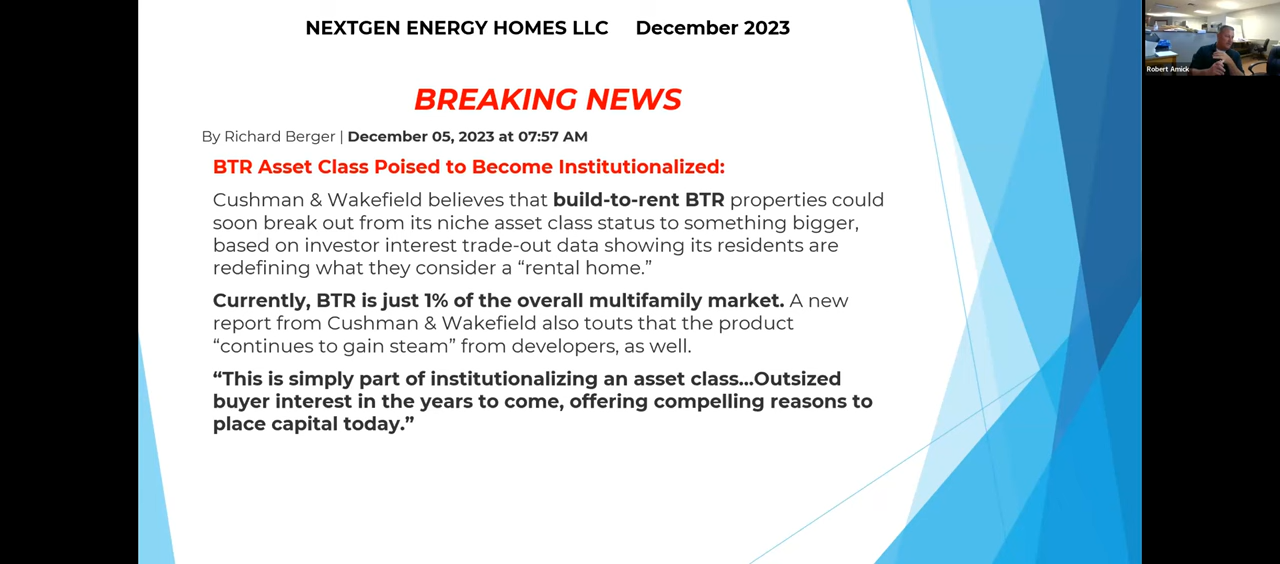 NEXTGEN ENERGY HOMES LLC December 2023
BREAKING NEWS
By Richard Berger | December 05, 2023 at 07:57 AM
BTR Asset Class Poised to Become Institutionalized:
Cushman & Wakefield believes that build-to-rent BTR properties could
soon break out from its niche asset class status to something bigger,
based on investor interest trade-out data showing its residents are
redefining what they consider a “rental home.”
Currently, BTR is just 1% of the overall multifamily market. A new
report from Cushman & Wakefield also touts that the product
“continues to gain steam” from developers, as well.
“This is simply part of institutionalizing an asset class...Outsized
buyer interest in the years to come, offering compelling reasons to
place capital today.”
Robert Amick